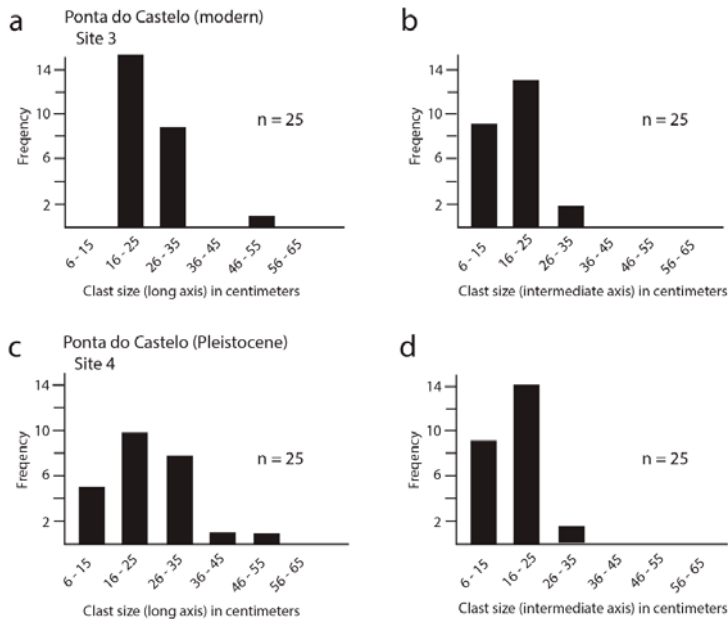 a
Ponta do Castelo (modern)
Site 3
14
10
6
2
Freqency
n = 25
6 - 15
16 - 25
26 - 35
36 - 45
46 - 55
56 - 65
Clast size (long axis) in centimeters
b
14
10
6
2
Freqency
n = 25
6 - 15
16 - 25
26 - 35
36 - 45
46 - 55
56 - 65
Clast size (intermediate axis) in centimeters
c
Ponta do Castelo (Pleistocene)
Site 4
14
10
6
2
Freqency
n = 25
6 - 15
16 - 25
26 - 35
36 - 45
46 - 55
56 - 65
Clast size (long axis) in centimeters
d
14
10
6
2
Freqency
n = 25
6 - 15
16 - 25
26 - 35
36 - 45
46 - 55
56 - 65
Clast size (intermediate axis) in centimeters